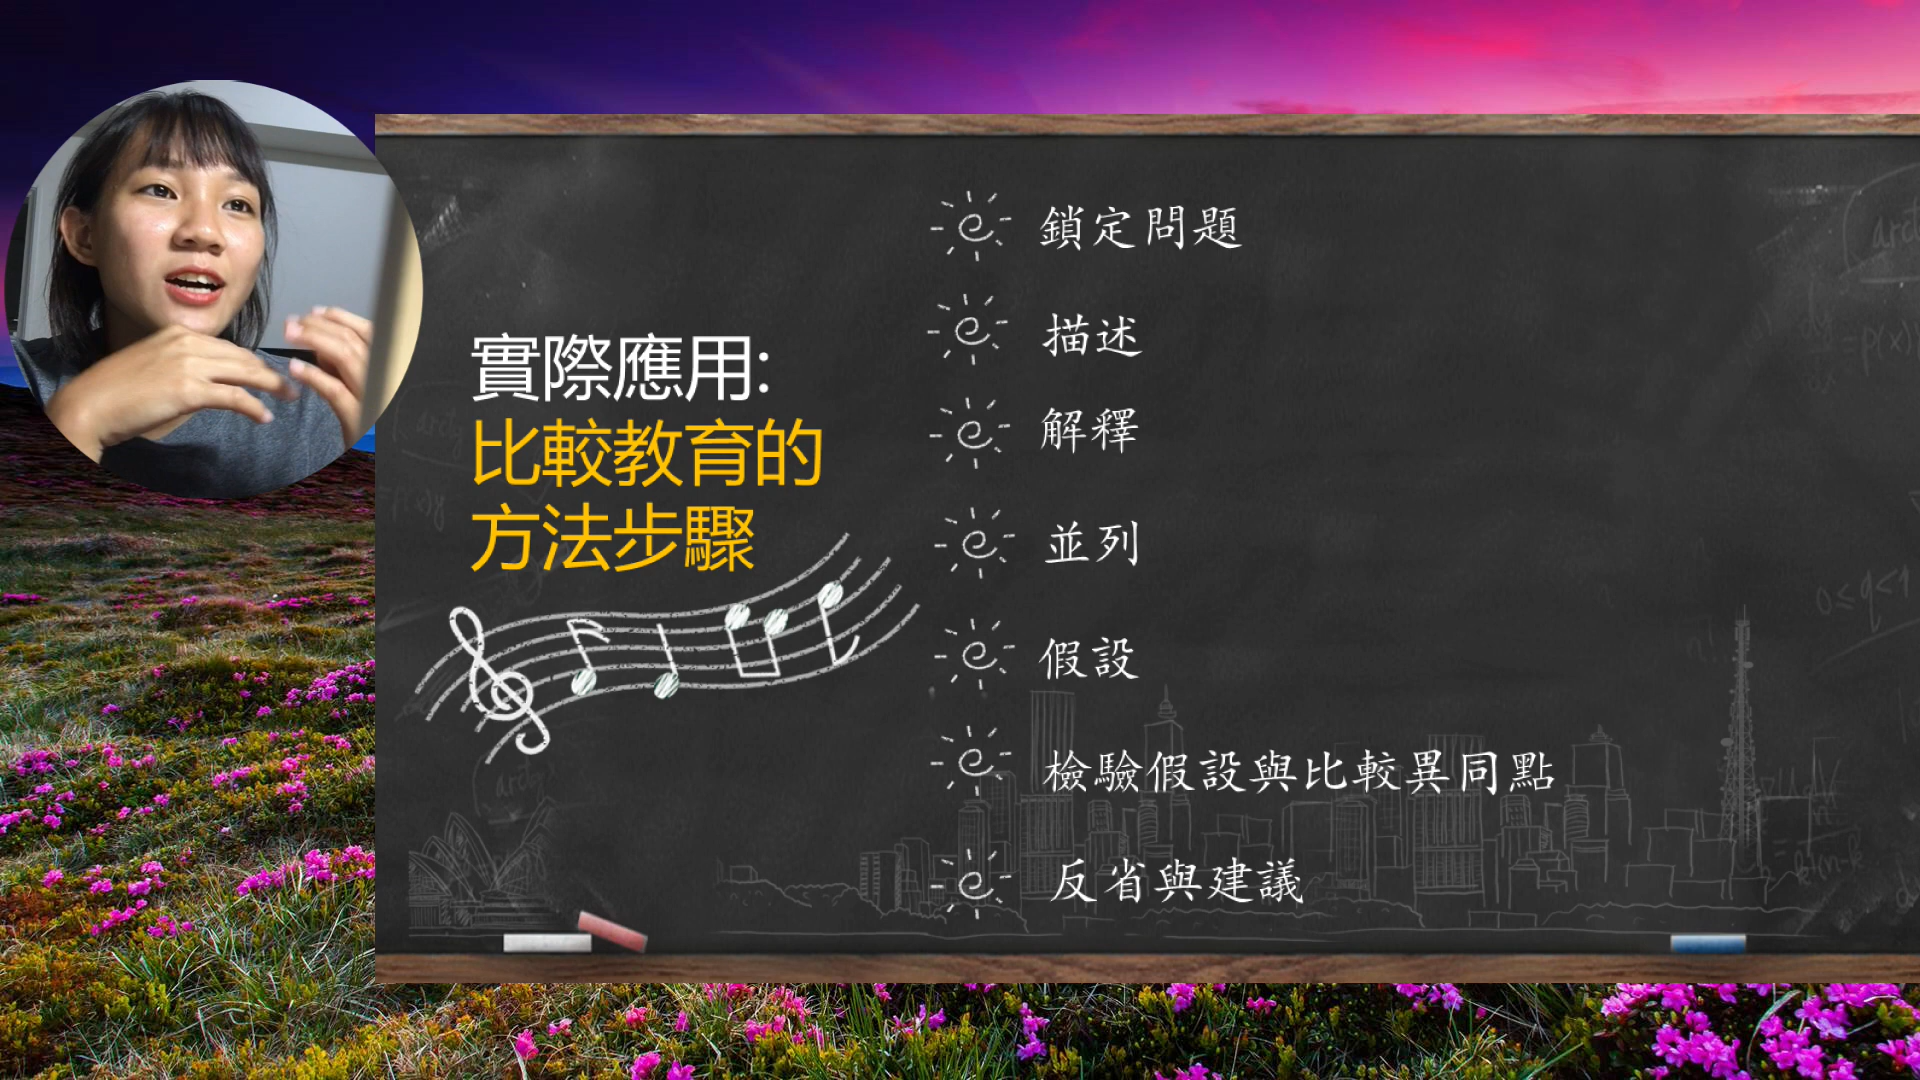 實際應用:
比較教育的
方法步驟
鎖定問題
描述
解釋
並列
假設
檢驗假設與比較異同點
反省與建議